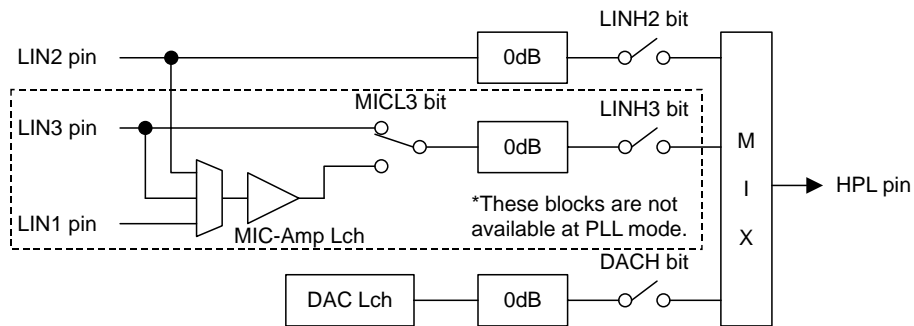 LINH2 bit
LIN2 pin
0dB
MICL3 bit
LINH3 bit
LIN3 pin
0dB
M
I
X
HPL pin
*These blocks are not
available at PLL mode.
LIN1 pin
MIC-Amp Lch
DACH bit
DAC Lch
0dB